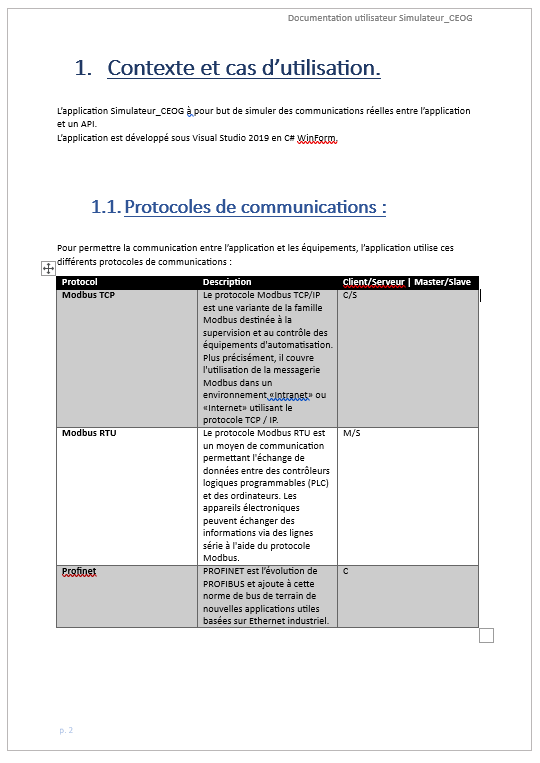 Documentation utilisateur Simulateur_CEOG
1. Contexte et cas d'utilisation.
L'application Simulateur_CEOG à pour but de simuler des communications réelles entre l'application
et un API.
L'application est développé sous Visual Studio 2019 en C# WinForm.
1.1. Protocoles de communications :
Pour permettre la communication entre l'application et les équipements, l'application utilise ces
différents protocoles de communications :
Protocol Description Client/Serveur | Master/Slave
Modbus TCP Le protocole Modbus TCP/IP C/S
est une variante de la famille
Modbus destinée à la
supervision et au contrôle des
équipements d'automatisation.
Plus précisément, il couvre
l'utilisation de la messagerie
Modbus dans un
environnement «Intranet» ou
«Internet» utilisant le
protocole TCP / IP.
Modbus RTU Le protocole Modbus RTU est M/S
un moyen de communication
permettant l'échange de
données entre des contrôleurs
logiques programmables (PLC)
et des ordinateurs. Les
appareils électroniques
peuvent échanger des
informations via des lignes
série à l'aide du protocole
Modbus.
Profinet PROFINET est l'évolution de C
PROFIBUS et ajoute à cette
norme de bus de terrain de
nouvelles applications utiles
basées sur Ethernet industriel.
p. 2